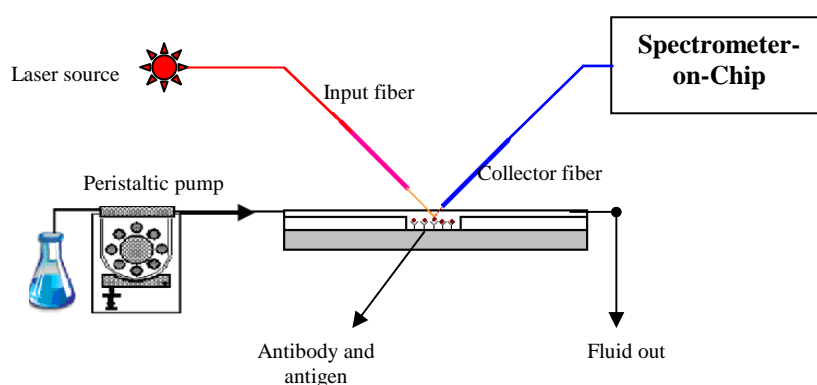 Spectrometer-
on-Chip
Laser source
Input fiber
Collector fiber
Peristaltic pump
Antibody and
antigen
Fluid out